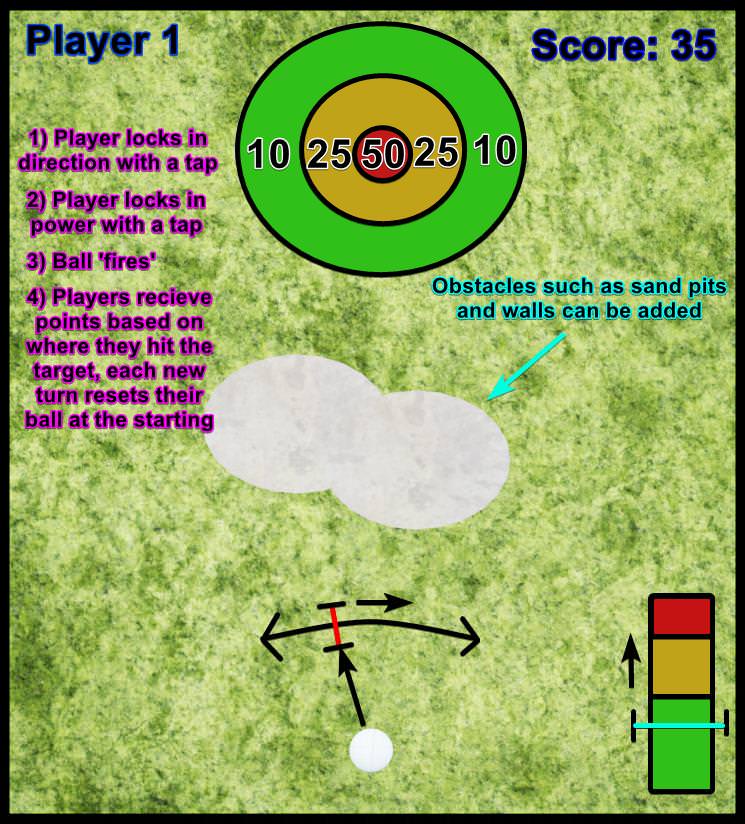 Player 1
Score: 35
10 25 50 25 10
1) Player locks in
direction with a tap
2) Player locks in
power with a tap
3) Ball 'fires'
4) Players recieve
points based on
where they hit the
target, each new
turn resets their
ball at the starting
Obstacles such as sand pits
and walls can be added